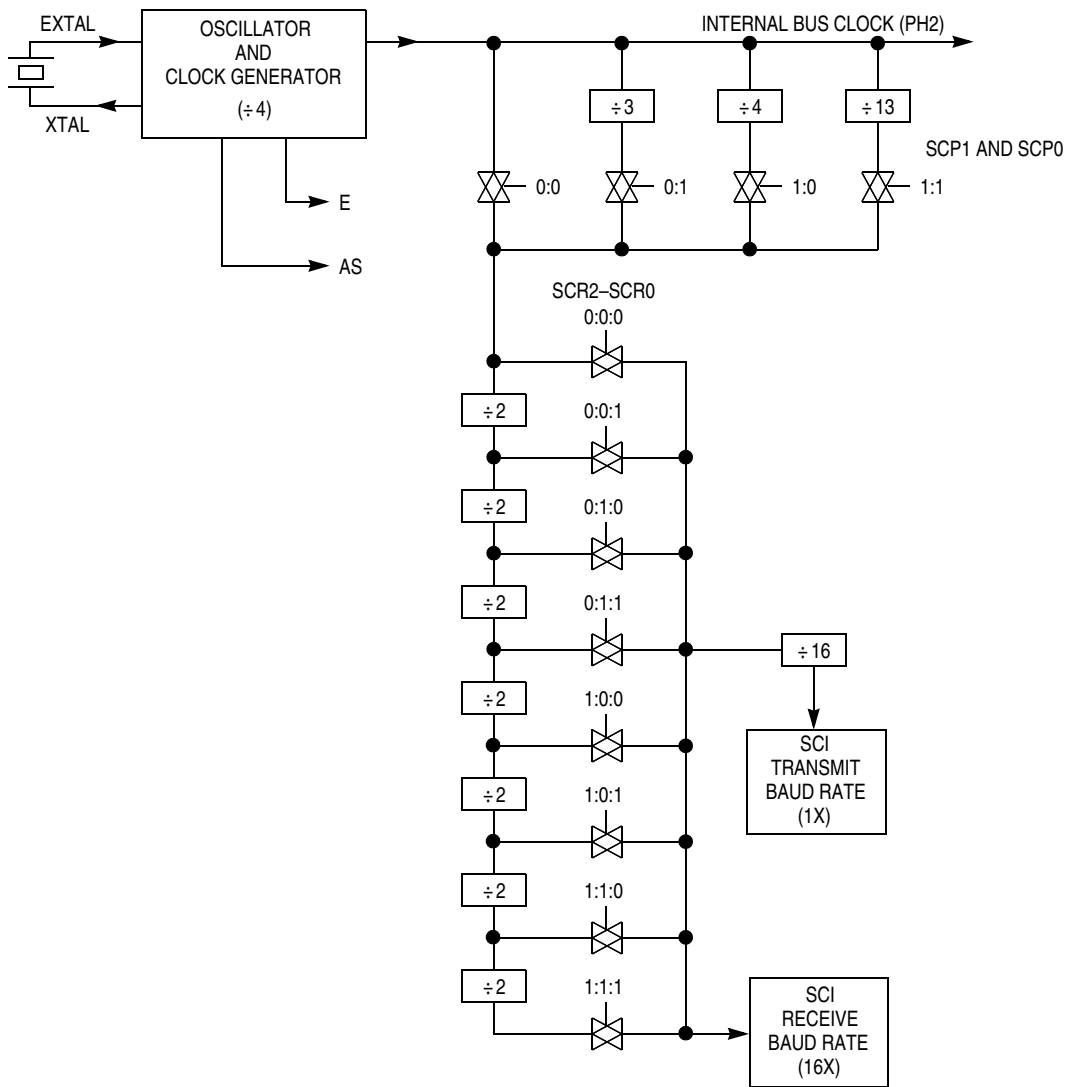 EXTAL
XTAL
OSCILLATOR
AND
CLOCK GENERATOR
(÷4)
INTERNAL BUS CLOCK (PH2)
÷3
÷4
÷13
SCP1 AND SCP0
0:0
0:1
1:0
1:1
E
AS
SCR2–SCR0
0:0:0
÷2
0:0:1
÷2
0:1:0
÷2
0:1:1
÷16
÷2
1:0:0
SCI
TRANSMIT
BAUD RATE
(1X)
÷2
1:0:1
÷2
1:1:0
÷2
1:1:1
SCI
RECEIVE
BAUD RATE
(16X)